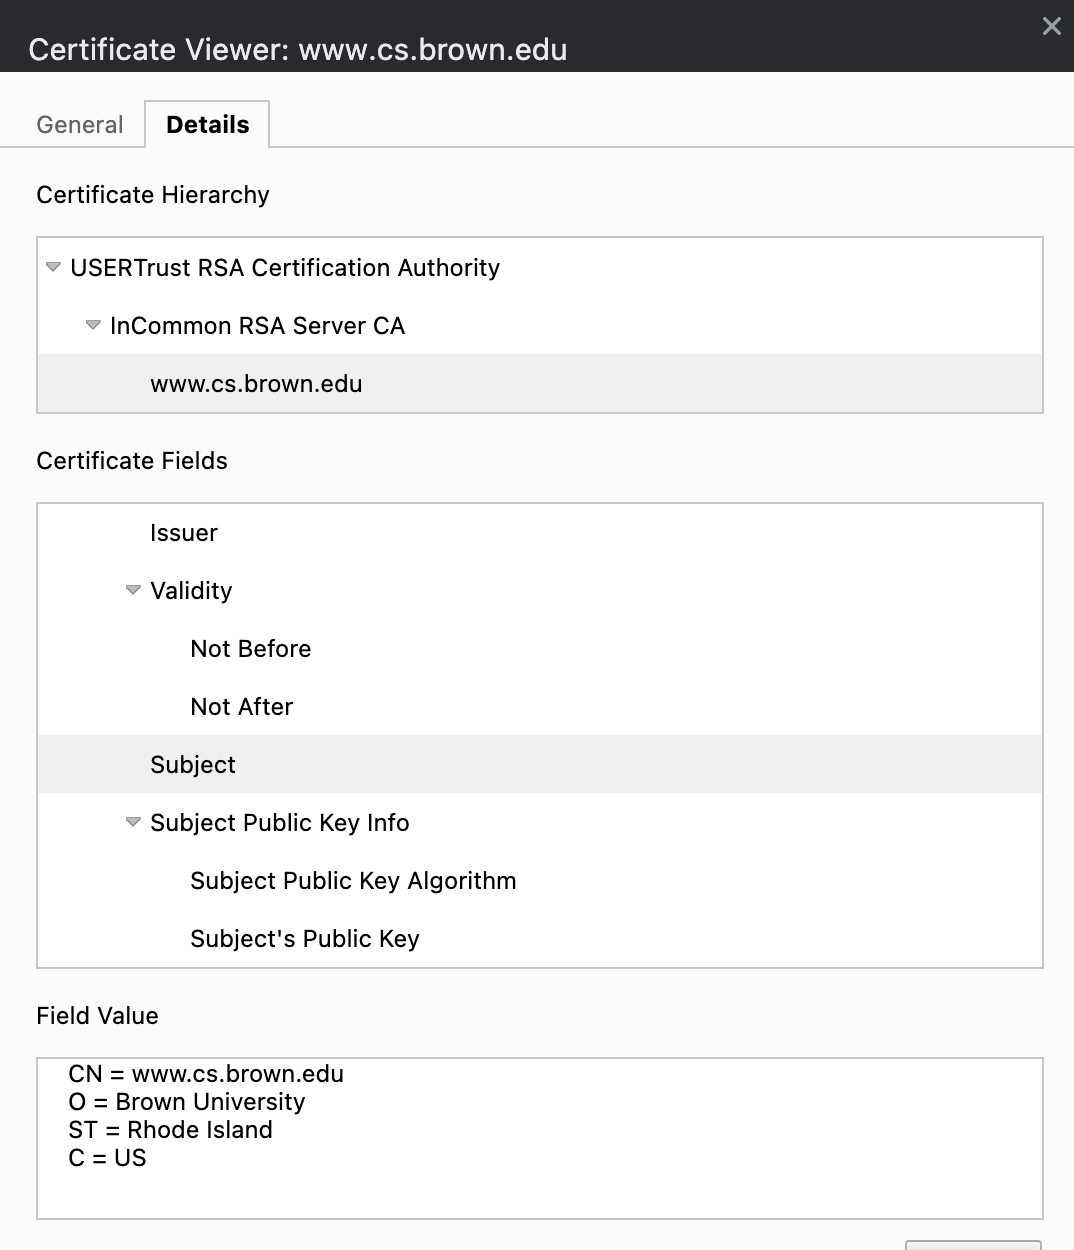 Certificate Viewer: www.cs.brown.edu
General
Details
Certificate Hierarchy
USERTrust RSA Certification Authority
InCommon RSA Server CA
www.cs.brown.edu
Certificate Fields
Issuer
Validity
Not Before
Not After
Subject
Subject Public Key Info
Subject Public Key Algorithm
Subject's Public Key
Field Value
CN = www.cs.brown.edu
O = Brown University
ST = Rhode Island
C = US